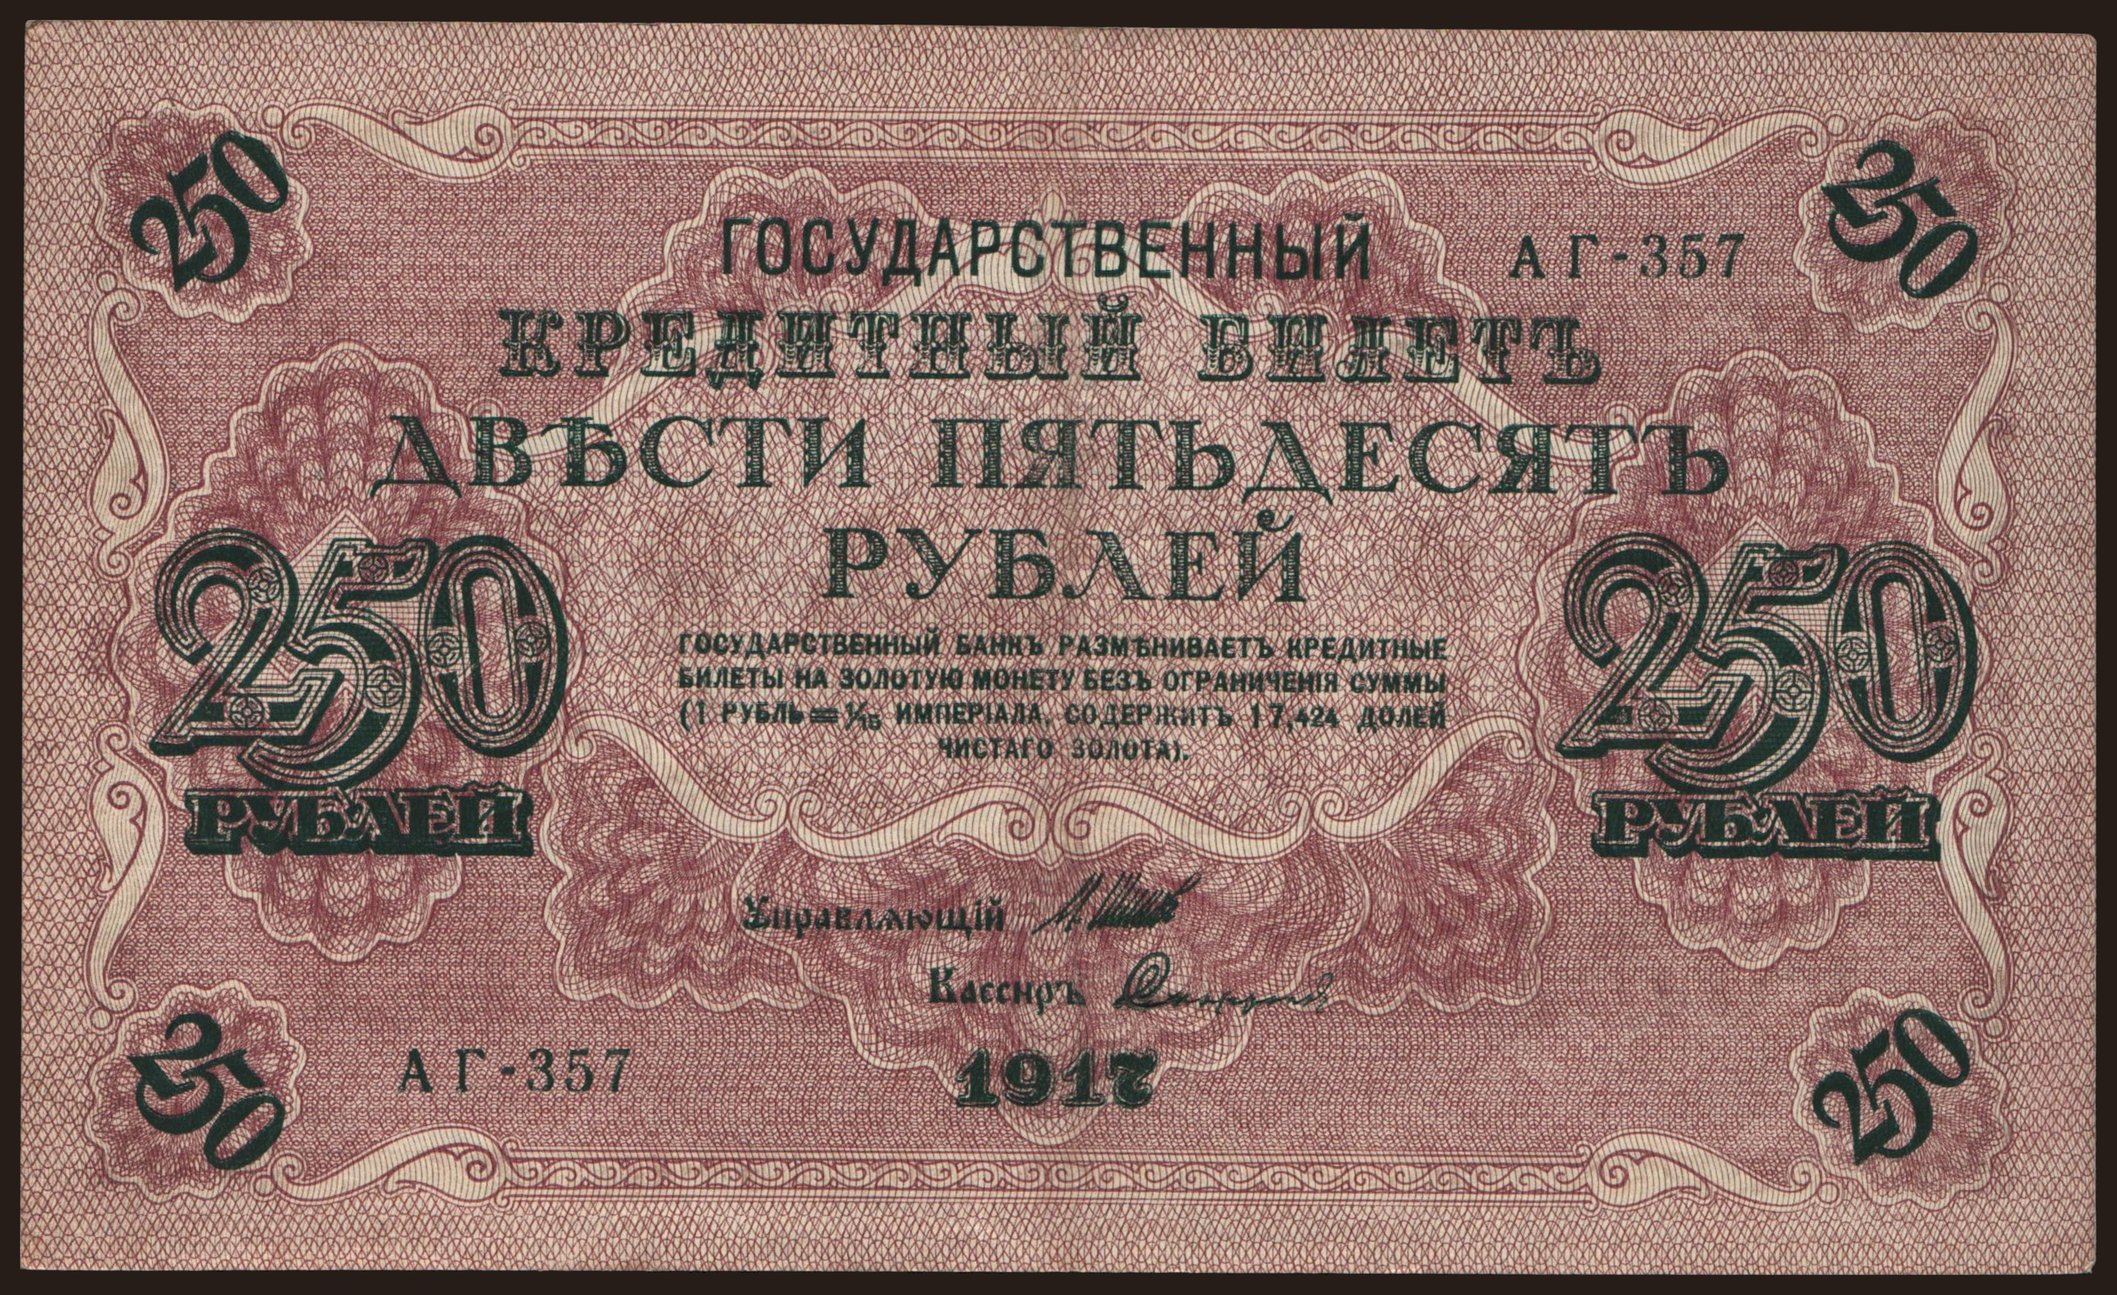 250
250
ГОСУДАРСТВЕННЫЙ
АГ-357
КРЕДИТНЫЙ БИЛЕТЪ
ДВѢСТИ ПЯТЬДЕСЯТЪ
РУБЛЕЙ
250
РУБЛЕЙ
250
РУБЛЕЙ
ГОСУДАРСТВЕННЫЙ БАНКЪ РАЗМѢНИВАЕТЪ КРЕДИТНЫЕ
БИЛЕТЫ НА ЗОЛОТУЮ МОНЕТУ БЕЗЪ ОГРАНИЧЕНІЯ СУММЫ
(1 РУБЛЬ = 1/15 ИМПЕРІАЛА, СОДЕРЖИТЪ 17,424 ДОЛЕЙ
ЧИСТАГО ЗОЛОТА).
Управляющій
Кассиръ
АГ-357
1917
250
250